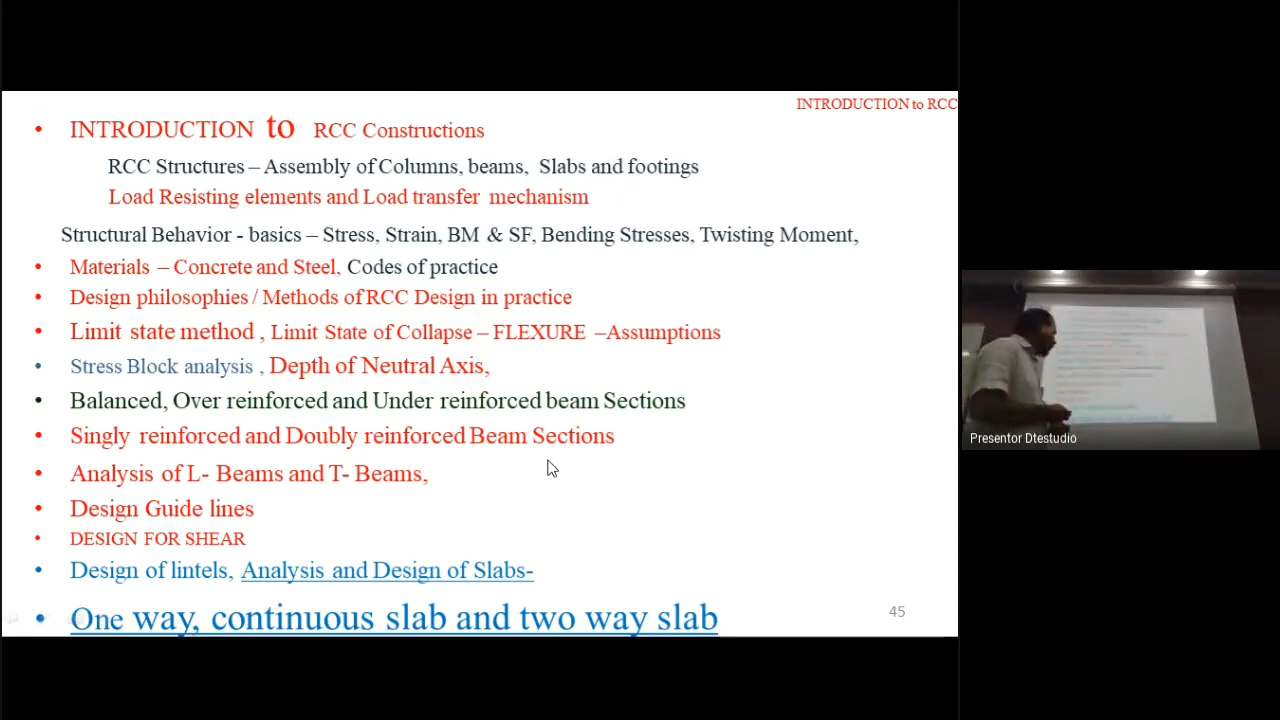 INTRODUCTION to RCC
• INTRODUCTION to RCC Constructions
RCC Structures – Assembly of Columns, beams, Slabs and footings
Load Resisting elements and Load transfer mechanism
Structural Behavior - basics – Stress, Strain, BM & SF, Bending Stresses, Twisting Moment,
• Materials – Concrete and Steel, Codes of practice
• Design philosophies / Methods of RCC Design in practice
• Limit state method , Limit State of Collapse – FLEXURE –Assumptions
• Stress Block analysis , Depth of Neutral Axis,
• Balanced, Over reinforced and Under reinforced beam Sections
• Singly reinforced and Doubly reinforced Beam Sections
• Analysis of L- Beams and T- Beams,
• Design Guide lines
• DESIGN FOR SHEAR
• Design of lintels, Analysis and Design of Slabs-
• One way, continuous slab and two way slab
45
Presentor Dtestudio